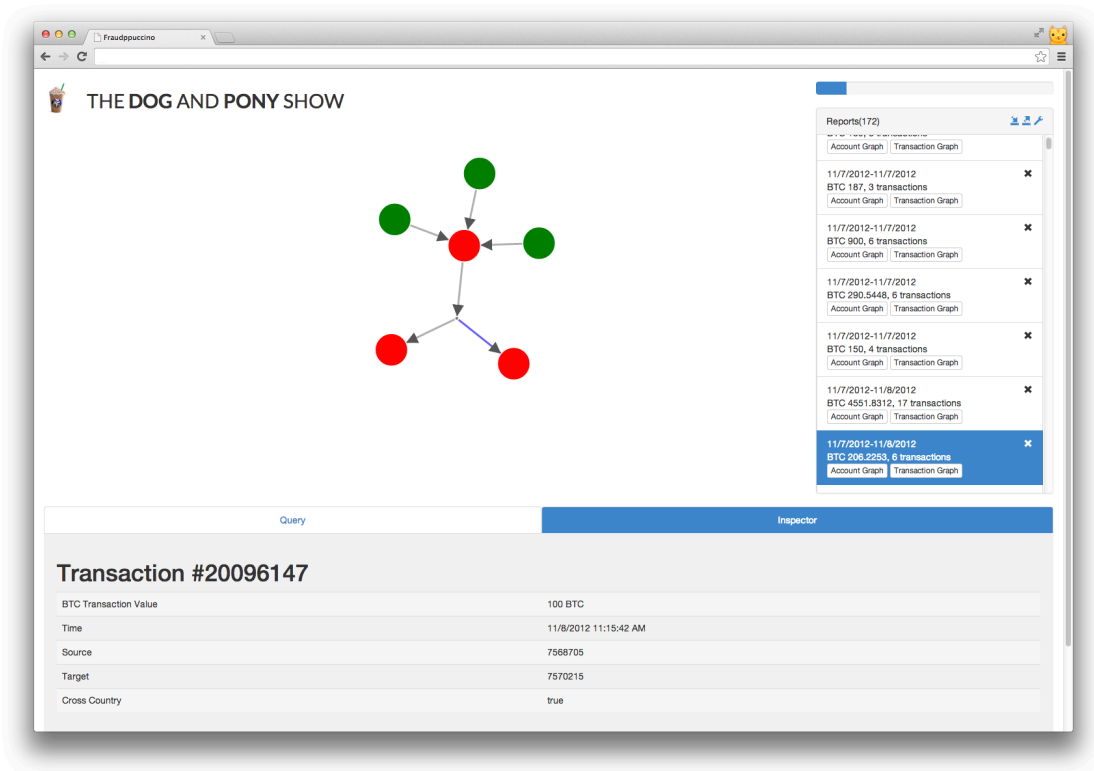 Fraudppuccino
THE DOG AND PONY SHOW
Reports(172)
Account Graph Transaction Graph
11/7/2012-11/7/2012
BTC 187, 3 transactions
Account Graph Transaction Graph
11/7/2012-11/7/2012
BTC 900, 6 transactions
Account Graph Transaction Graph
11/7/2012-11/7/2012
BTC 290.5448, 6 transactions
Account Graph Transaction Graph
11/7/2012-11/7/2012
BTC 150, 4 transactions
Account Graph Transaction Graph
11/7/2012-11/8/2012
BTC 4551.8312, 17 transactions
Account Graph Transaction Graph
11/7/2012-11/8/2012
BTC 206.2253, 6 transactions
Account Graph Transaction Graph
Query Inspector
Transaction #20096147
BTC Transaction Value 100 BTC
Time 11/8/2012 11:15:42 AM
Source 7568705
Target 7570215
Cross Country true